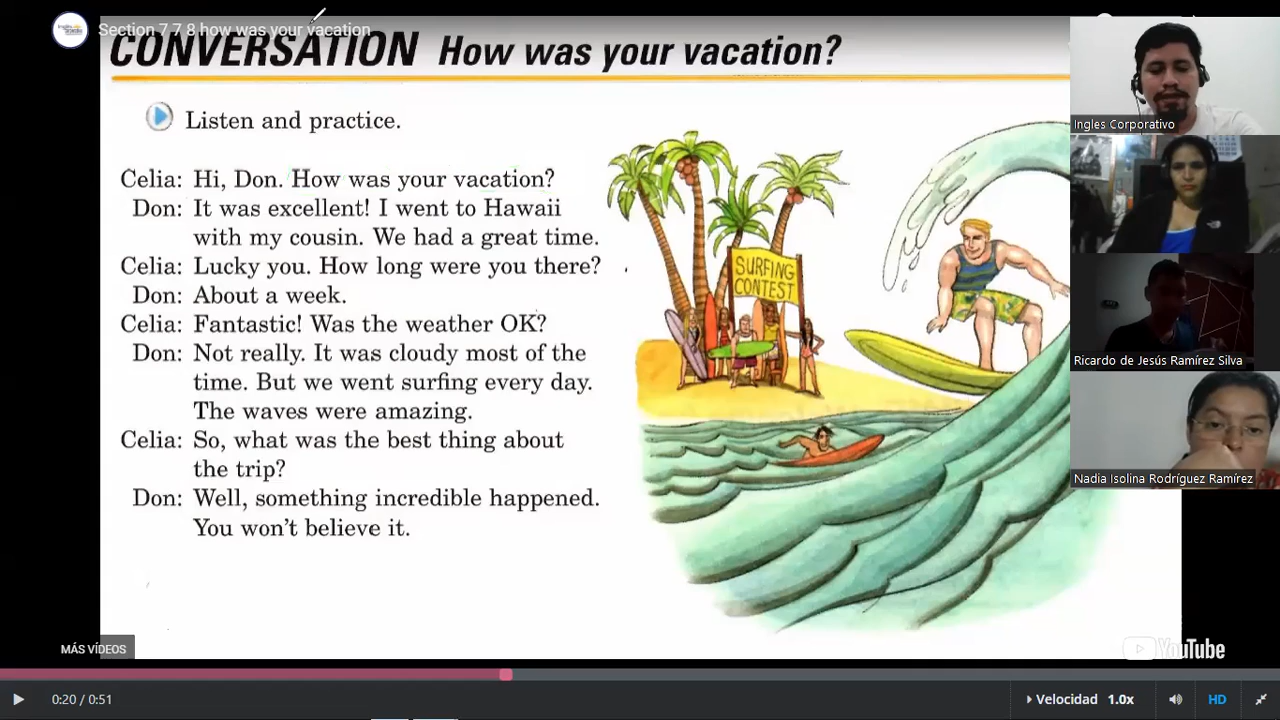 Section 7 7 8 how was your vacation
CONVERSATION How was your vacation?
Listen and practice.
Celia: Hi, Don. How was your vacation?
Don: It was excellent! I went to Hawaii
with my cousin. We had a great time.
Celia: Lucky you. How long were you there?
Don: About a week.
Celia: Fantastic! Was the weather OK?
Don: Not really. It was cloudy most of the
time. But we went surfing every day.
The waves were amazing.
Celia: So, what was the best thing about
the trip?
Don: Well, something incredible happened.
You won't believe it.
SURFING
CONTEST
Ingles Corporativo
Ricardo de Jesús Ramírez Silva
Nadia Isolina Rodríguez Ramírez
MÁS VÍDEOS
YouTube
0:20 / 0:51
Velocidad 1.0x
HD